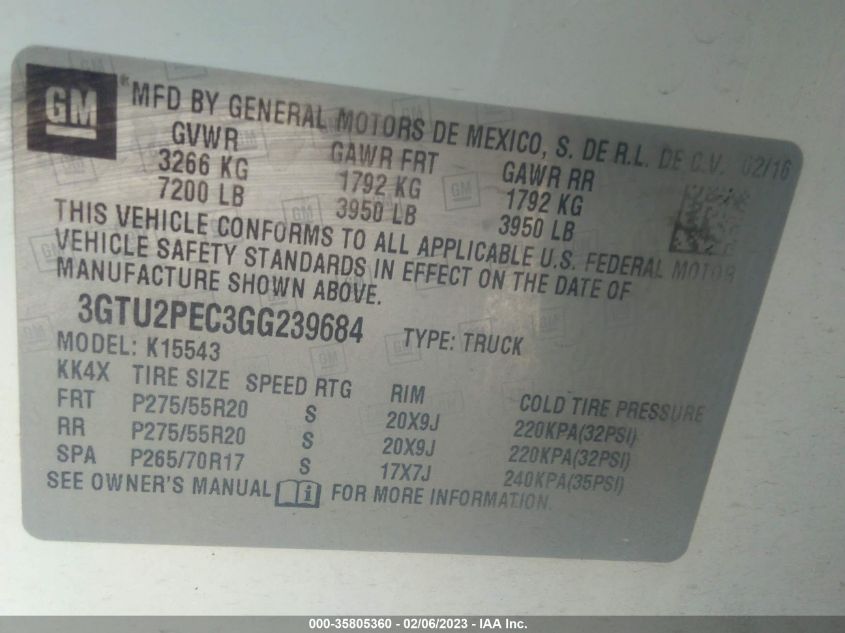 GM
MFD BY GENERAL MOTORS DE MEXICO, S. DE R.L. DE C.V. 02/16
GVWR GAWR FRT GAWR RR
3266 KG 1792 KG 1792 KG
7200 LB 3950 LB 3950 LB
THIS VEHICLE CONFORMS TO ALL APPLICABLE U.S. FEDERAL MOTOR
VEHICLE SAFETY STANDARDS IN EFFECT ON THE DATE OF
MANUFACTURE SHOWN ABOVE.
3GTU2PEC3GG239684 TYPE: TRUCK
MODEL: K15543
KK4X TIRE SIZE SPEED RTG RIM COLD TIRE PRESSURE
FRT P275/55R20 S 20X9J 220KPA(32PSI)
RR P275/55R20 S 20X9J 220KPA(32PSI)
SPA P265/70R17 S 17X7J 240KPA(35PSI)
SEE OWNER'S MANUAL i FOR MORE INFORMATION.
000-35805360 - 02/06/2023 - IAA Inc.